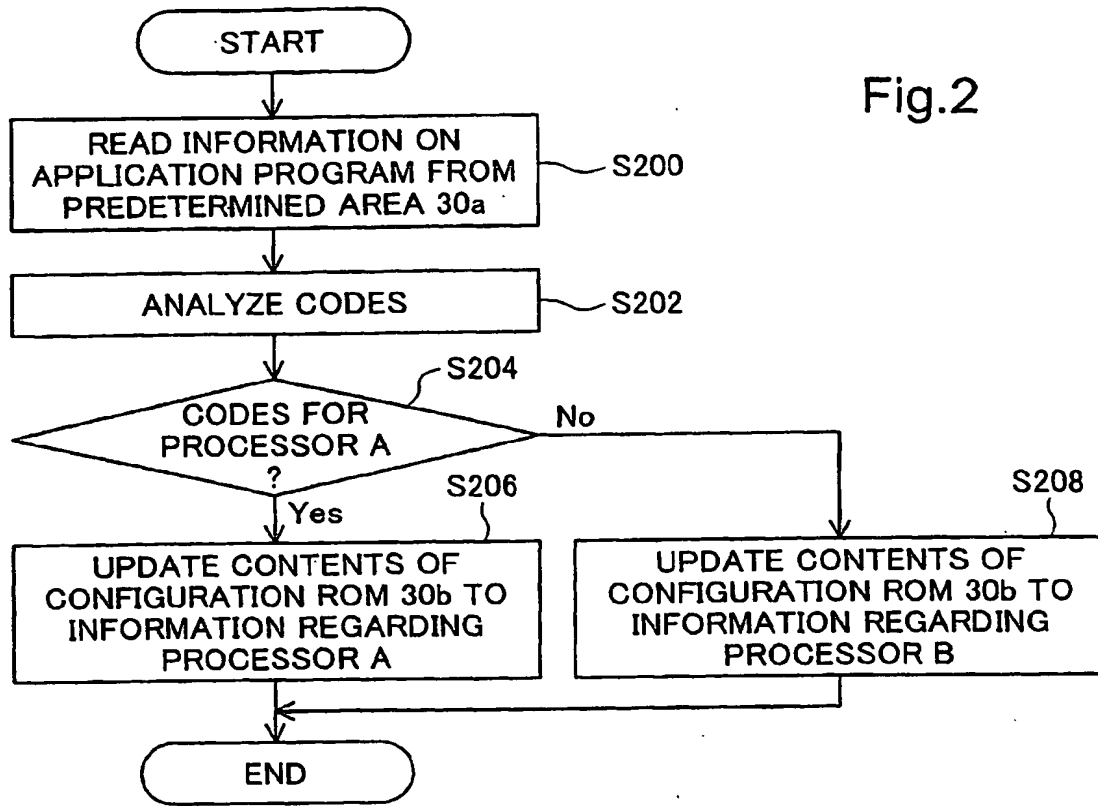 START
Fig.2
READ INFORMATION ON
APPLICATION PROGRAM FROM
PREDETERMINED AREA 30a
S200
ANALYZE CODES
S202
S204
CODES FOR
PROCESSOR A
?
No
Yes
S206
S208
UPDATE CONTENTS OF
CONFIGURATION ROM 30b TO
INFORMATION REGARDING
PROCESSOR A
UPDATE CONTENTS OF
CONFIGURATION ROM 30b TO
INFORMATION REGARDING
PROCESSOR B
END